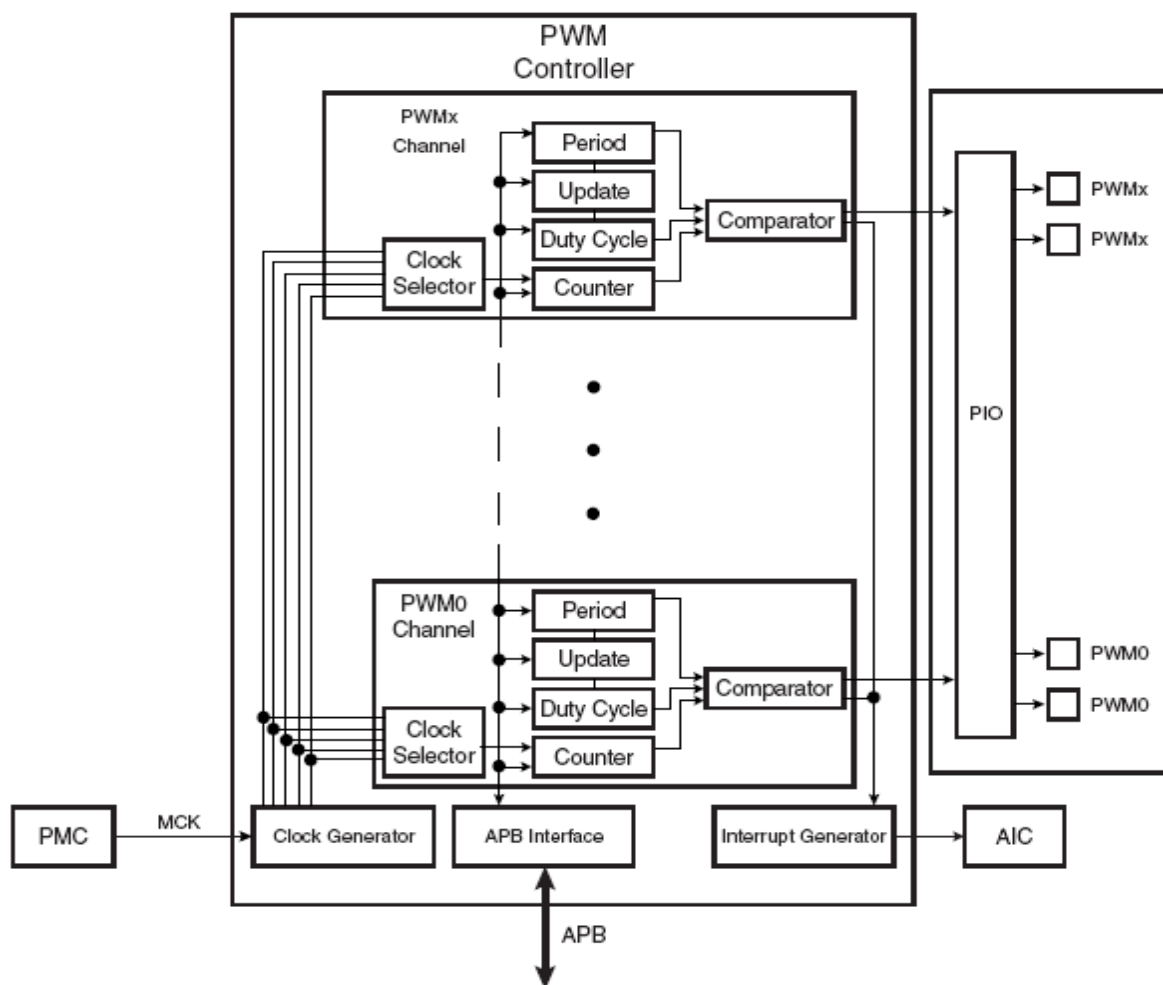 PWM
Controller
PWMx
Channel
Period
Update
Duty Cycle
Counter
Clock
Selector
Comparator
PIO
PWMx
PWMx
PWM0
Channel
Period
Update
Duty Cycle
Counter
Clock
Selector
Comparator
PWM0
PWM0
PMC
MCK
Clock Generator
APB Interface
Interrupt Generator
AIC
APB